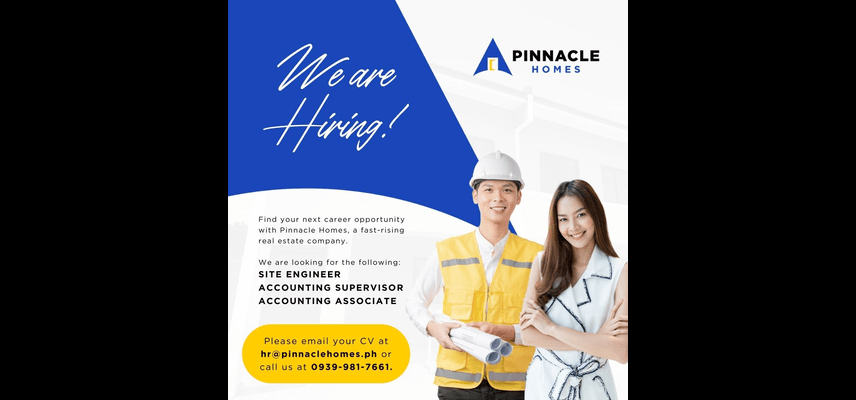 We are
Hiring!
PINNACLE
HOMES
Find your next career opportunity
with Pinnacle Homes, a fast-rising
real estate company.
We are looking for the following:
SITE ENGINEER
ACCOUNTING SUPERVISOR
ACCOUNTING ASSOCIATE
Please email your CV at
hr@pinnaclehomes.ph or
call us at 0939-981-7661.